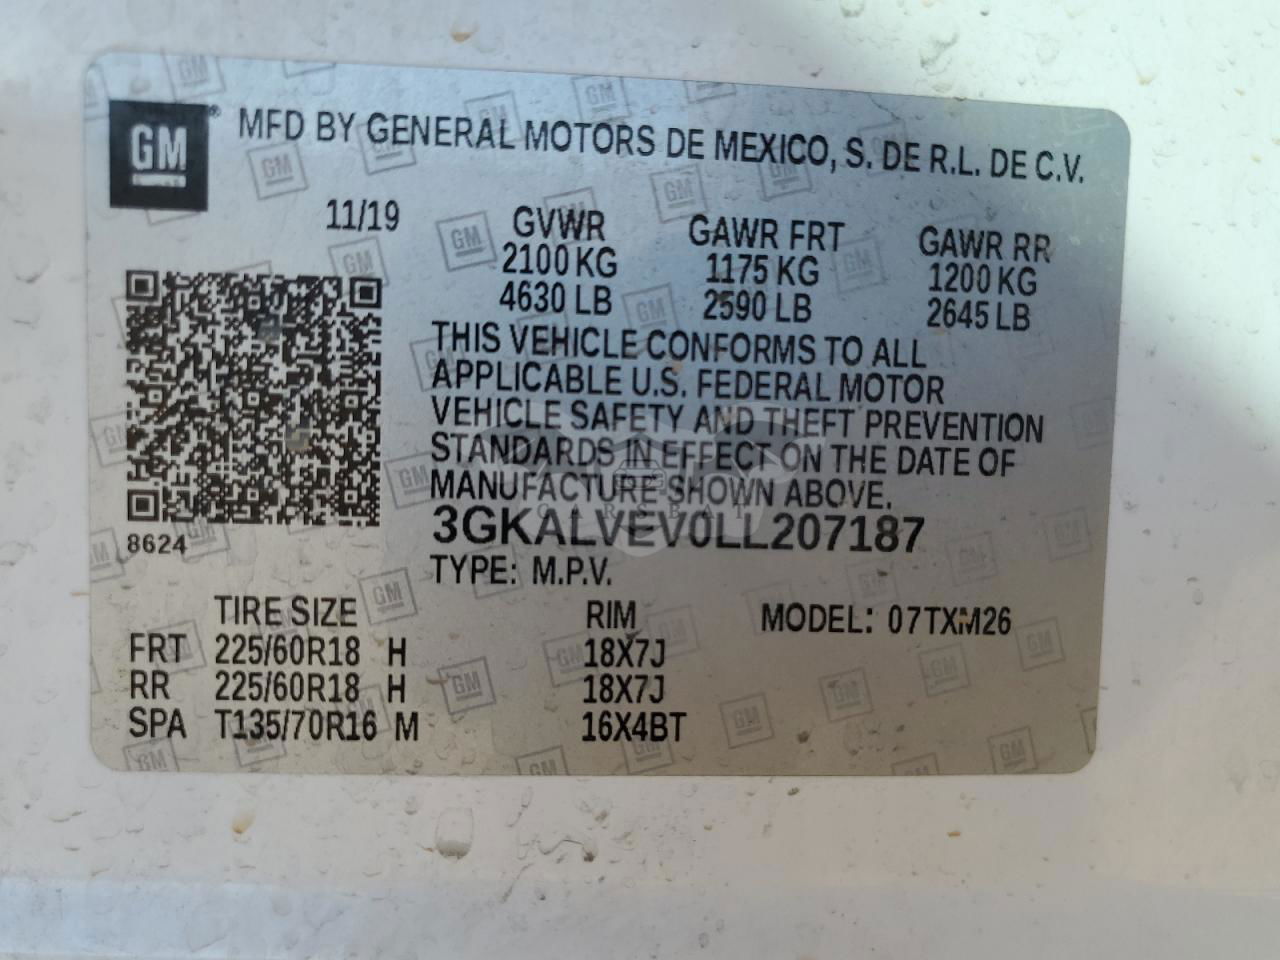 GM ® MFD BY GENERAL MOTORS DE MEXICO, S. DE R.L. DE C.V.
11/19 GVWR GAWR FRT GAWR RR
2100 KG 1175 KG 1200 KG
4630 LB 2590 LB 2645 LB
THIS VEHICLE CONFORMS TO ALL
APPLICABLE U.S. FEDERAL MOTOR
VEHICLE SAFETY AND THEFT PREVENTION
STANDARDS IN EFFECT ON THE DATE OF
MANUFACTURE SHOWN ABOVE.
3GKALVEV0LL207187
8624
TYPE: M.P.V.
TIRE SIZE RIM MODEL: 07TXM26
FRT 225/60R18 H 18X7J
RR 225/60R18 H 18X7J
SPA T135/70R16 M 16X4BT